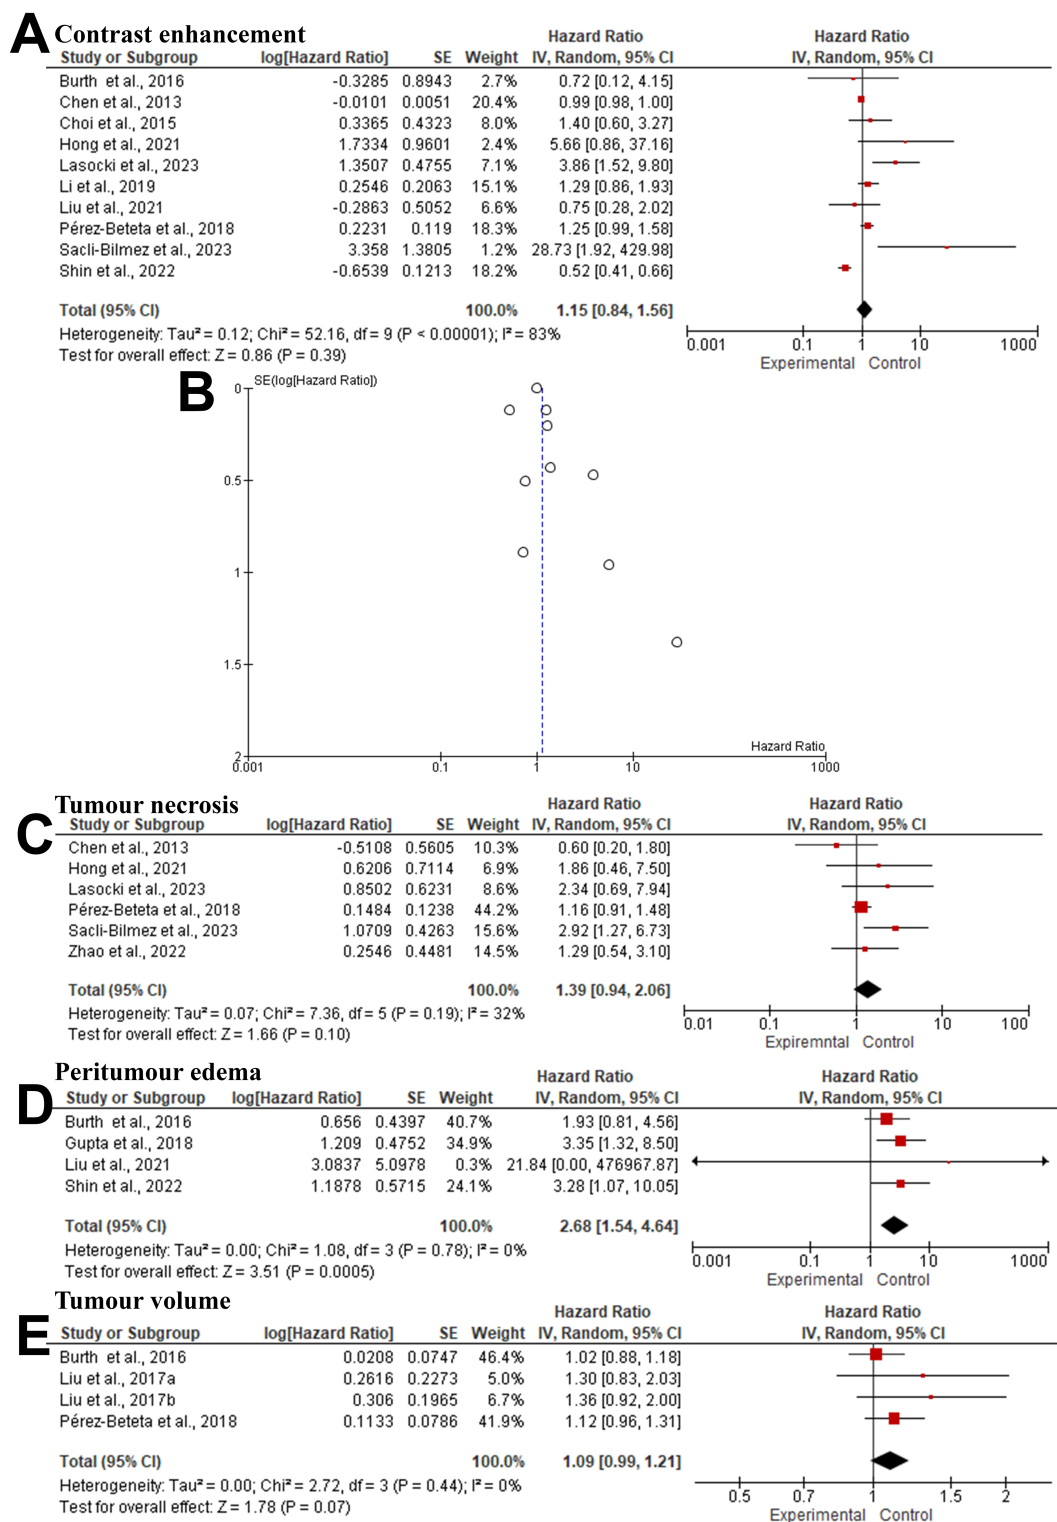 A Contrast enhancement
Hazard Ratio Hazard Ratio
Study or Subgroup log[Hazard Ratio] SE Weight IV, Random, 95% CI IV, Random, 95% CI
Burth et al., 2016 -0.3285 0.8943 2.7% 0.72 [0.12, 4.15]
Chen et al., 2013 -0.0101 0.0051 20.4% 0.99 [0.98, 1.00]
Choi et al., 2015 0.3365 0.4323 8.0% 1.40 [0.60, 3.27]
Hong et al., 2021 1.7334 0.9601 2.4% 5.66 [0.86, 37.16]
Lasocki et al., 2023 1.3507 0.4755 7.1% 3.86 [1.52, 9.80]
Li et al., 2019 0.2546 0.2063 15.1% 1.29 [0.86, 1.93]
Liu et al., 2021 -0.2863 0.5052 6.6% 0.75 [0.28, 2.02]
Pérez-Beteta et al., 2018 0.2231 0.119 18.3% 1.25 [0.99, 1.58]
Sacli-Bilmez et al., 2023 3.358 1.3805 1.2% 28.73 [1.92, 429.98]
Shin et al., 2022 -0.6539 0.1213 18.2% 0.52 [0.41, 0.66]
Total (95% CI) 100.0% 1.15 [0.84, 1.56]
Heterogeneity: Tau² = 0.12; Chi² = 52.16, df = 9 (P < 0.00001); I² = 83%
Test for overall effect: Z = 0.86 (P = 0.39)
0.001 0.1 1 10 1000
Experimental Control
B
SE(log[Hazard Ratio])
0
0.5
1
1.5
2
Hazard Ratio
0.001 0.1 1 10 1000
C Tumour necrosis
Hazard Ratio Hazard Ratio
Study or Subgroup log[Hazard Ratio] SE Weight IV, Random, 95% CI IV, Random, 95% CI
Chen et al., 2013 -0.5108 0.5605 10.3% 0.60 [0.20, 1.80]
Hong et al., 2021 0.6206 0.7114 6.9% 1.86 [0.46, 7.50]
Lasocki et al., 2023 0.8502 0.6231 8.6% 2.34 [0.69, 7.94]
Pérez-Beteta et al., 2018 0.1484 0.1238 44.2% 1.16 [0.91, 1.48]
Sacli-Bilmez et al., 2023 1.0709 0.4263 15.6% 2.92 [1.27, 6.73]
Zhao et al., 2022 0.2546 0.4481 14.5% 1.29 [0.54, 3.10]
Total (95% CI) 100.0% 1.39 [0.94, 2.06]
Heterogeneity: Tau² = 0.07; Chi² = 7.36, df = 5 (P = 0.19); I² = 32%
Test for overall effect: Z = 1.66 (P = 0.10)
0.01 0.1 1 10 100
Expiremntal Control
D Peritumour edema
Hazard Ratio Hazard Ratio
Study or Subgroup log[Hazard Ratio] SE Weight IV, Random, 95% CI IV, Random, 95% CI
Burth et al., 2016 0.656 0.4397 40.7% 1.93 [0.81, 4.56]
Gupta et al., 2018 1.209 0.4752 34.9% 3.35 [1.32, 8.50]
Liu et al., 2021 3.0837 5.0978 0.3% 21.84 [0.00, 476967.87]
Shin et al., 2022 1.1878 0.5715 24.1% 3.28 [1.07, 10.05]
Total (95% CI) 100.0% 2.68 [1.54, 4.64]
Heterogeneity: Tau² = 0.00; Chi² = 1.08, df = 3 (P = 0.78); I² = 0%
Test for overall effect: Z = 3.51 (P = 0.0005)
0.001 0.1 1 10 1000
Experimental Control
E Tumour volume
Hazard Ratio Hazard Ratio
Study or Subgroup log[Hazard Ratio] SE Weight IV, Random, 95% CI IV, Random, 95% CI
Burth et al., 2016 0.0208 0.0747 46.4% 1.02 [0.88, 1.18]
Liu et al., 2017a 0.2616 0.2273 5.0% 1.30 [0.83, 2.03]
Liu et al., 2017b 0.306 0.1965 6.7% 1.36 [0.92, 2.00]
Pérez-Beteta et al., 2018 0.1133 0.0786 41.9% 1.12 [0.96, 1.31]
Total (95% CI) 100.0% 1.09 [0.99, 1.21]
Heterogeneity: Tau² = 0.00; Chi² = 2.72, df = 3 (P = 0.44); I² = 0%
Test for overall effect: Z = 1.78 (P = 0.07)
0.5 0.7 1 1.5 2
Experimental Control